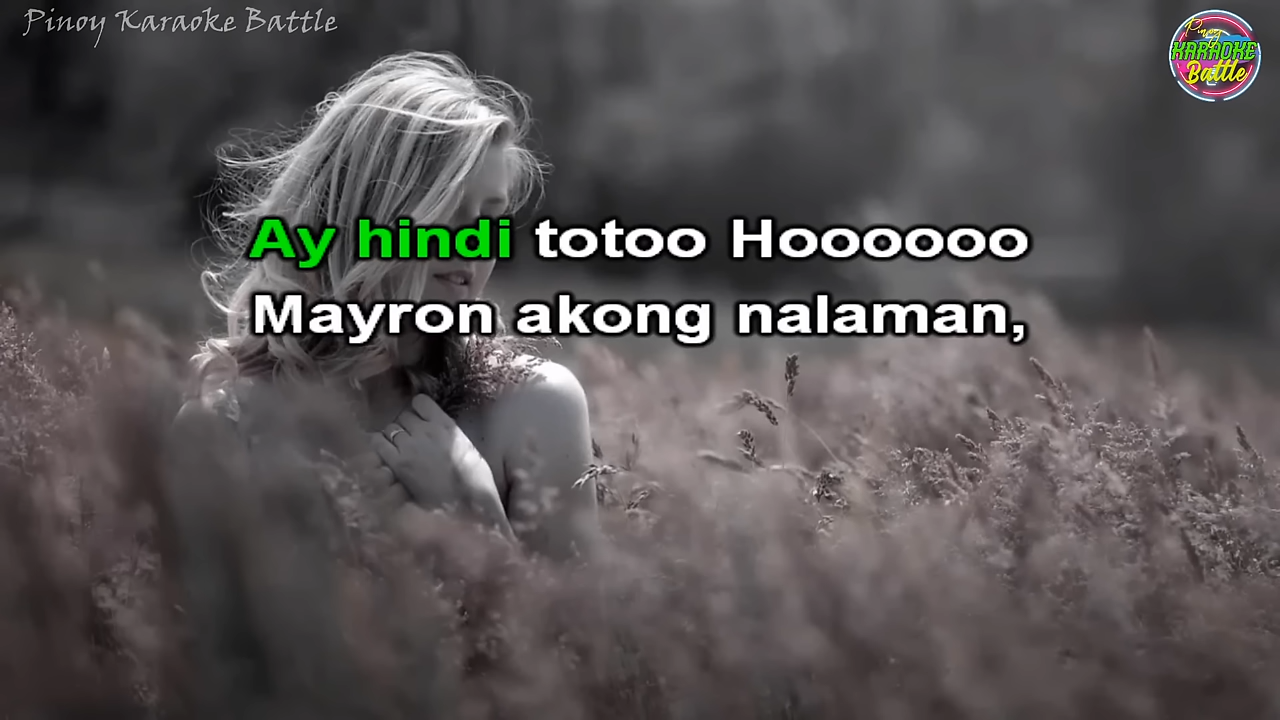 Pinoy Karaoke Battle
Pinoy
KARAOKE
Battle
Ay hindi totoo Hoooooo
Mayron akong nalaman,